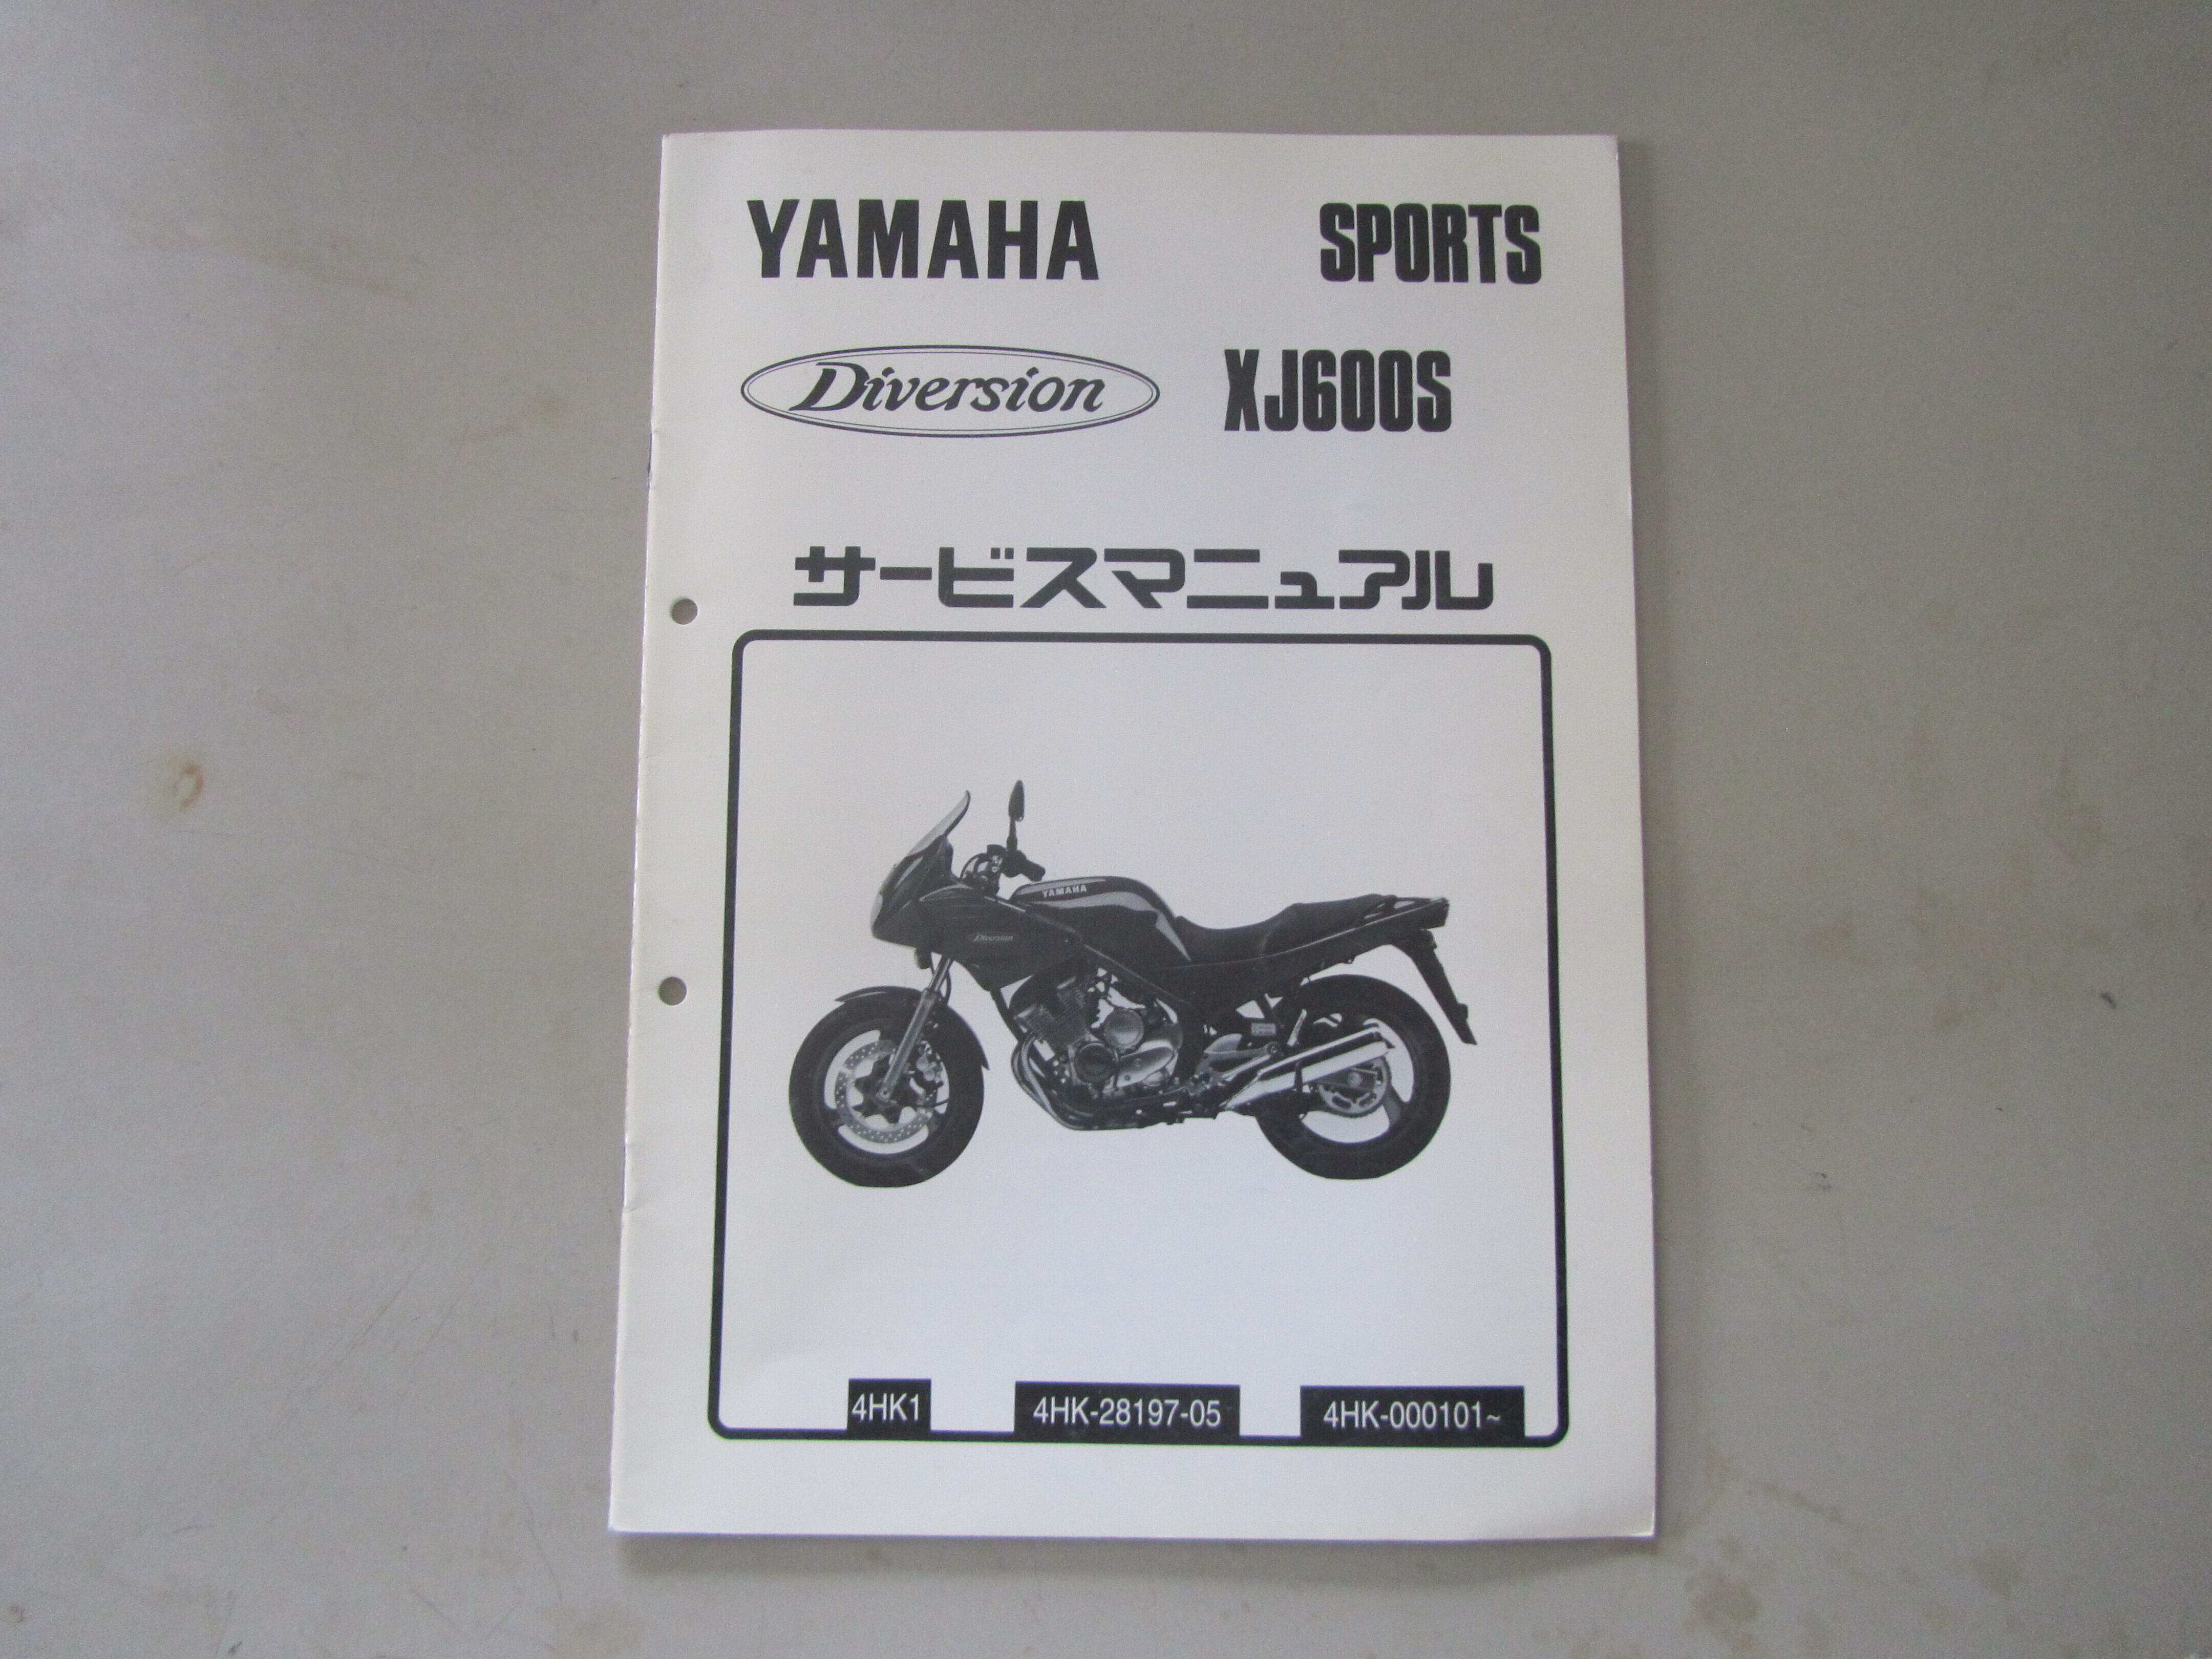 YAMAHA SPORTS
Diversion XJ600S
サービスマニュアル
YAMAHA
Diversion
4HK1 4HK-28197-05 4HK-000101~